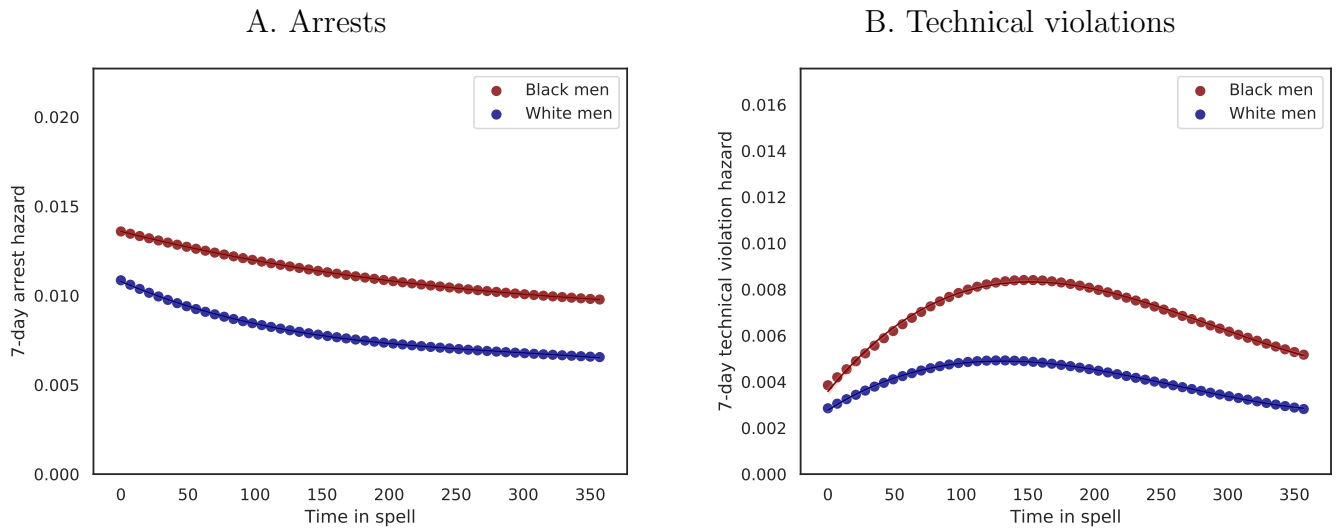 A. Arrests
7-day arrest hazard
0.020
0.015
0.010
0.005
0.000
Black men
White men
0 50 100 150 200 250 300 350
Time in spell
B. Technical violations
7-day technical violation hazard
0.016
0.014
0.012
0.010
0.008
0.006
0.004
0.002
0.000
Black men
White men
0 50 100 150 200 250 300 350
Time in spell